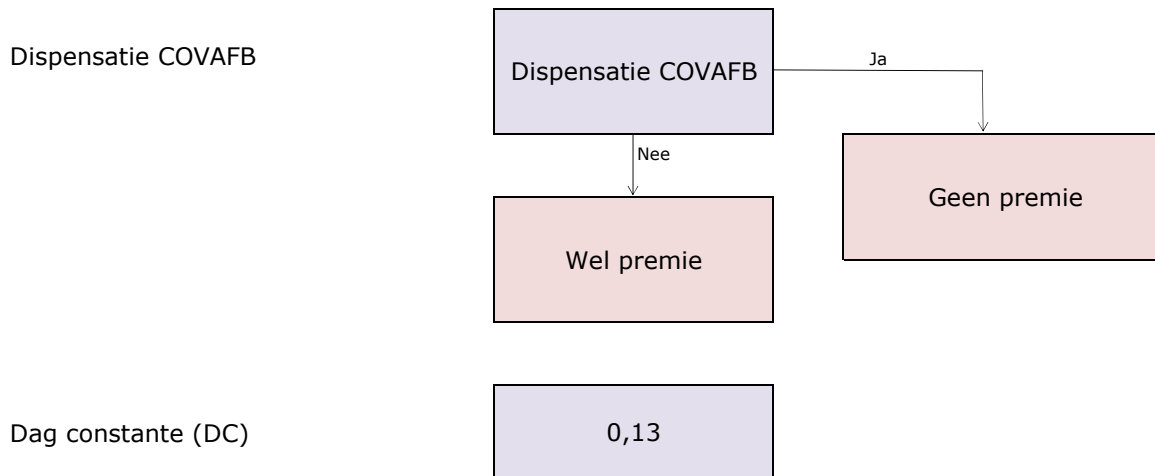 Dispensatie COVAFB
Dispensatie COVAFB
Ja
Nee
Geen premie
Wel premie
Dag constante (DC)
0,13